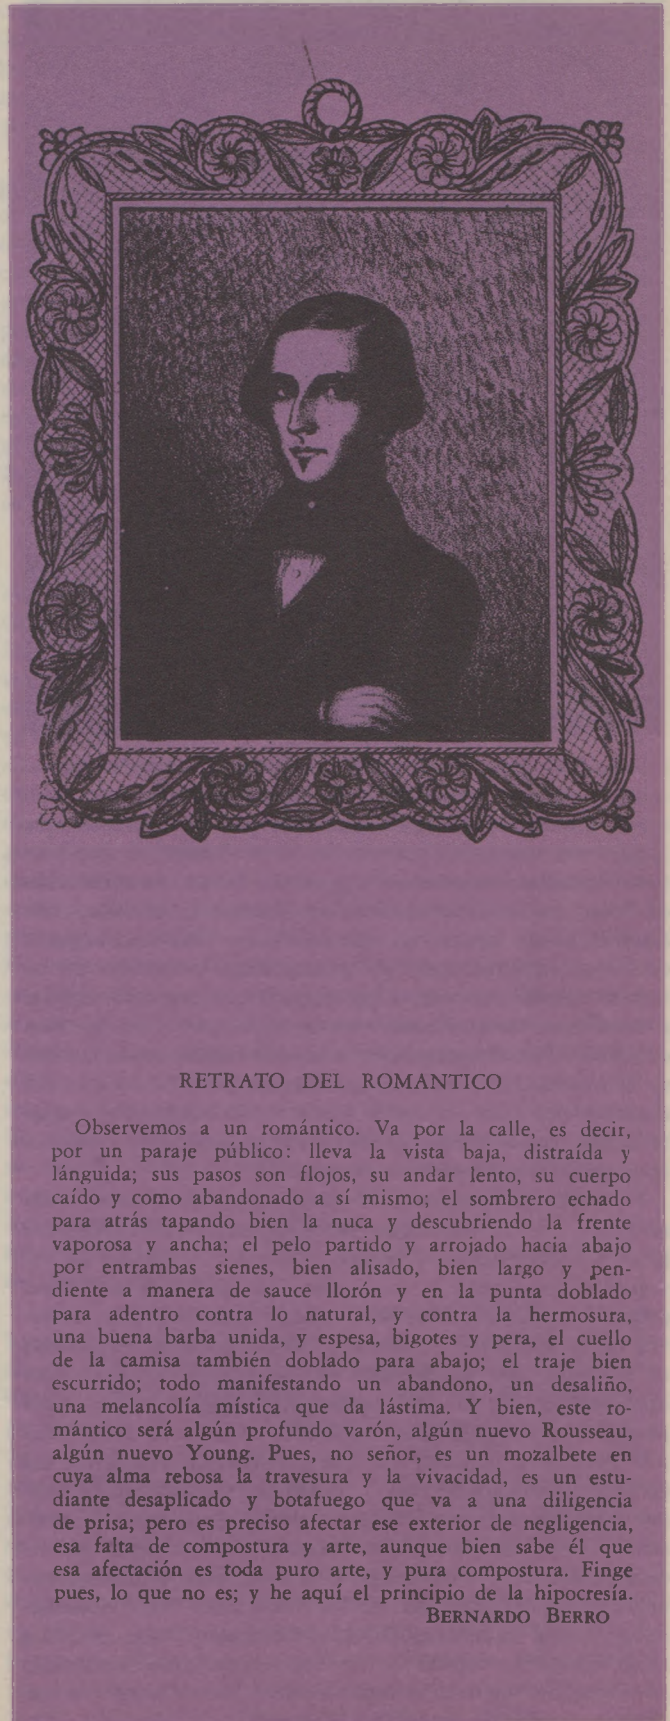 RETRATO DEL ROMANTICO
Observemos a un romántico. Va por la calle, es decir,
por un paraje público: lleva la vista baja, distraída y
lánguida; sus pasos son flojos, su andar lento, su cuerpo
caído y como abandonado a sí mismo; el sombrero echado
para atrás tapando bien la nuca y descubriendo la frente
vaporosa y ancha; el pelo partido y arrojado hacia abajo
por entrambas sienes, bien alisado, bien largo y pen-
diente a manera de sauce llorón y en la punta doblado
para adentro contra lo natural, y contra la hermosura,
una buena barba unida, y espesa, bigotes y pera, el cuello
de la camisa también doblado para abajo; el traje bien
escurrido; todo manifestando un abandono, un desaliño,
una melancolía mística que da lástima. Y bien, este ro-
mántico será algún profundo varón, algún nuevo Rousseau,
algún nuevo Young. Pues, no señor, es un mozalbete en
cuya alma rebosa la travesura y la vivacidad, es un estu-
diante desaplicado y botafuego que va a una diligencia
de prisa; pero es preciso afectar ese exterior de negligencia,
esa falta de compostura y arte, aunque bien sabe él que
esa afectación es toda puro arte, y pura compostura. Finge
pues, lo que no es; y he aquí el principio de la hipocresía.
BERNARDO BERRO